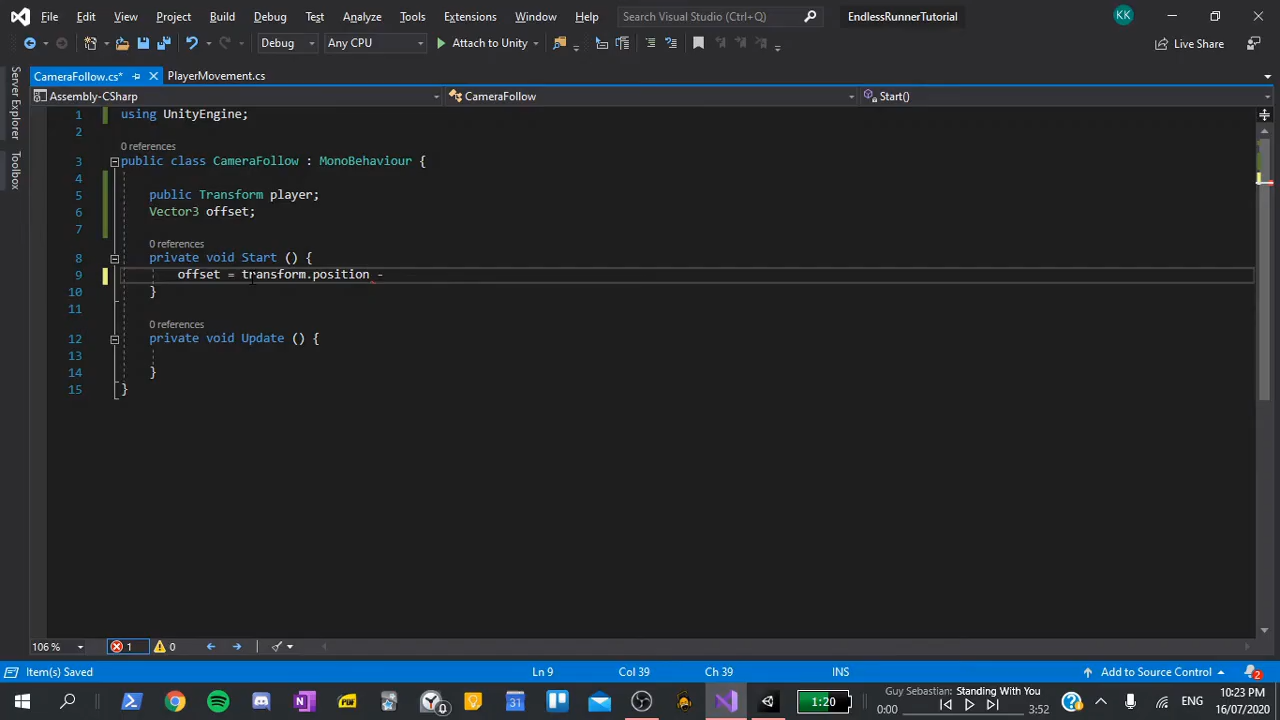 File Edit View Project Build Debug Test Analyze Tools Extensions Window Help Search Visual Studio (Ctrl+Q) EndlessRunnerTutorial KK
Debug Any CPU Attach to Unity Live Share
CameraFollow.cs* PlayerMovement.cs
Assembly-CSharp CameraFollow Start()
Server Explorer
Toolbox
1 using UnityEngine;
2
0 references
3 public class CameraFollow : MonoBehaviour {
4
5 public Transform player;
6 Vector3 offset;
7
0 references
8 private void Start () {
9 offset = transform.position -
10 }
11
0 references
12 private void Update () {
13
14 }
15 }
106 % 1 0
Item(s) Saved Ln 9 Col 39 Ch 39 INS Add to Source Control 2
1:20 Guy Sebastian: Standing With You
0:00 3:52 ENG 10:23 PM
16/07/2020